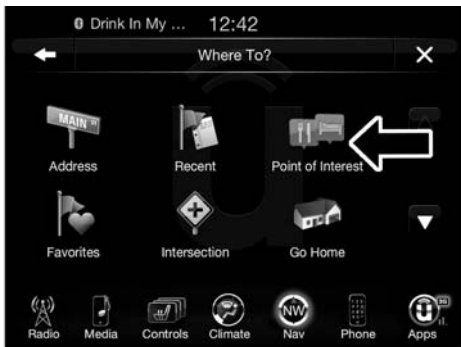 Drink In My ... 12:42
Where To?
MAIN ST
Address Recent Point of Interest
Favorites Intersection Go Home
NW
Radio Media Controls Climate Nav Phone Apps